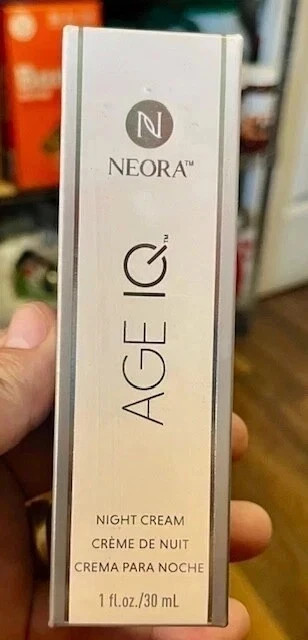 N
NEORA™
AGE IQ™
NIGHT CREAM
CRÈME DE NUIT
CREMA PARA NOCHE
1 fl.oz./30 mL